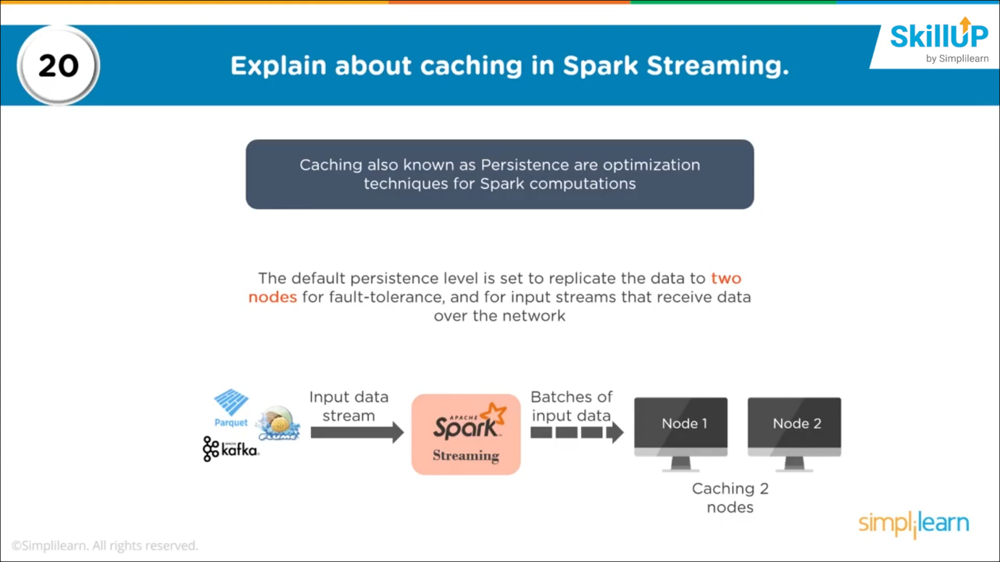 20
Explain about caching in Spark Streaming.
SkillUP
by Simplilearn
Caching also known as Persistence are optimization
techniques for Spark computations
The default persistence level is set to replicate the data to two
nodes for fault-tolerance, and for input streams that receive data
over the network
Parquet
FLUME
APACHE
kafka
Input data
stream
APACHE
Spark
Streaming
Batches of
input data
Node 1
Node 2
Caching 2
nodes
simplilearn
©Simplilearn. All rights reserved.